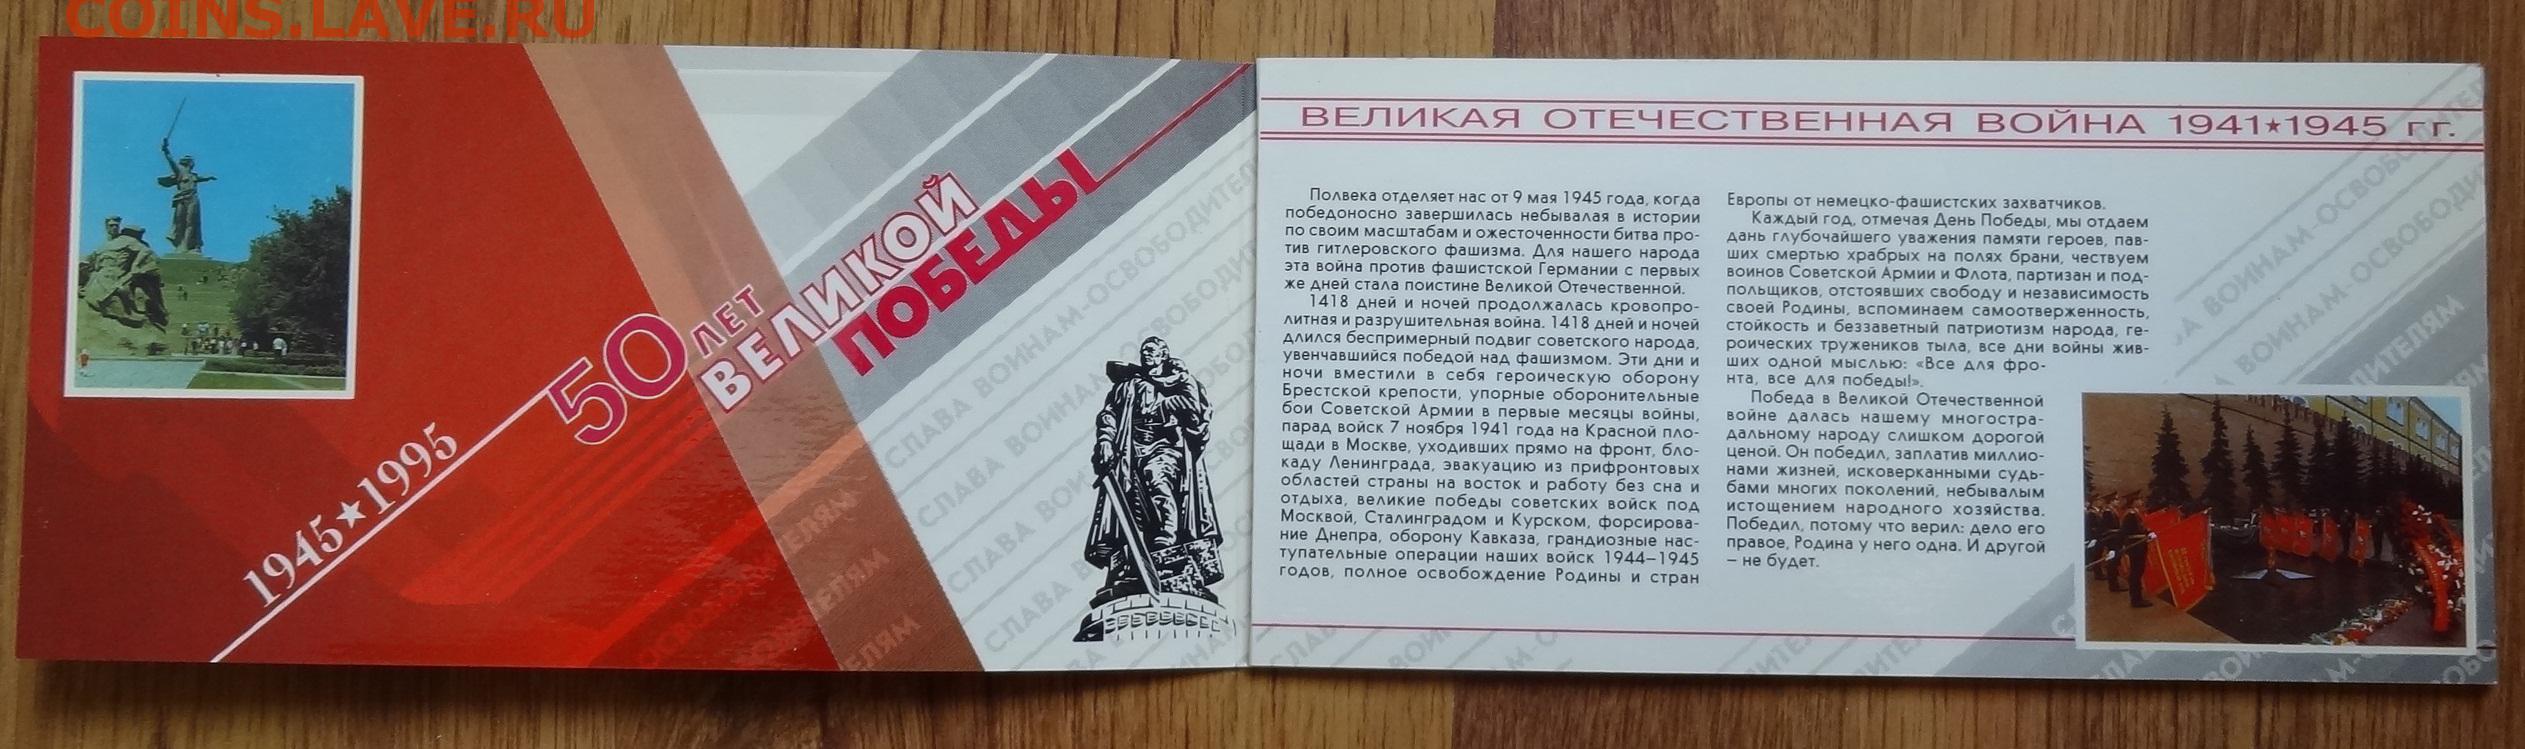 COINS.LAVE.RU
1945★1995
50 ЛЕТ
ВЕЛИКОЙ
ПОБЕДЫ
СЛАВА ВОИНАМ-ОСВОБОДИТЕЛЯМ
ВЕЛИКАЯ ОТЕЧЕСТВЕННАЯ ВОЙНА 1941★1945 гг.
Полвека отделяет нас от 9 мая 1945 года, когда
победоносно завершилась небывалая в истории
по своим масштабам и ожесточенности битва про-
тив гитлеровского фашизма. Для нашего народа
эта война против фашистской Германии с первых
же дней стала поистине Великой Отечественной.
1418 дней и ночей продолжалась кровопро-
литная и разрушительная война. 1418 дней и ночей
длился беспримерный подвиг советского народа,
увенчавшийся победой над фашизмом. Эти дни и
ночи вместили в себя героическую оборону
Брестской крепости, упорные оборонительные
бои Советской Армии в первые месяцы войны,
парад войск 7 ноября 1941 года на Красной пло-
щади в Москве, уходивших прямо на фронт, бло-
каду Ленинграда, эвакуацию из прифронтовых
областей страны на восток и работу без сна и
отдыха, великие победы советских войск под
Москвой, Сталинградом и Курском, форсирова-
ние Днепра, оборону Кавказа, грандиозные нас-
тупательные операции наших войск 1944–1945
годов, полное освобождение Родины и стран
Европы от немецко-фашистских захватчиков.
Каждый год, отмечая День Победы, мы отдаем
дань глубочайшего уважения памяти героев, пав-
ших смертью храбрых на полях брани, чествуем
воинов Советской Армии и Флота, партизан и под-
польщиков, отстоявших свободу и независимость
своей Родины, вспоминаем самоотверженность,
стойкость и беззаветный патриотизм народа, ге-
роических тружеников тыла, все дни войны жив-
ших одной мыслью: «Все для фро-
нта, все для победы!».
Победа в Великой Отечественной
войне далась нашему многостра-
дальному народу слишком дорогой
ценой. Он победил, заплатив миллио-
нами жизней, исковерканными судь-
бами многих поколений, небывалым
истощением народного хозяйства.
Победил, потому что верил: дело его
правое, Родина у него одна. И другой
– не будет.